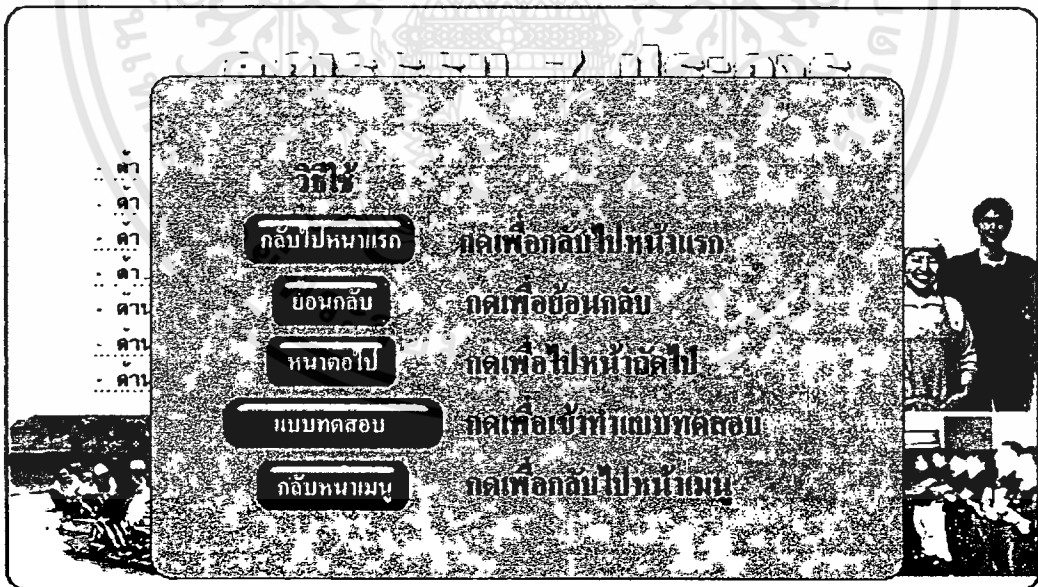 วิธีใช้
กลับไปหน้าแรก กดเพื่อกลับไปหน้าแรก
ย้อนกลับ กดเพื่อย้อนกลับ
หน้าต่อไป กดเพื่อไปหน้าถัดไป
แบบทดสอบ กดเพื่อเข้าทำแบบทดสอบ
กลับหน้าเมนู กดเพื่อกลับไปหน้าเมนู